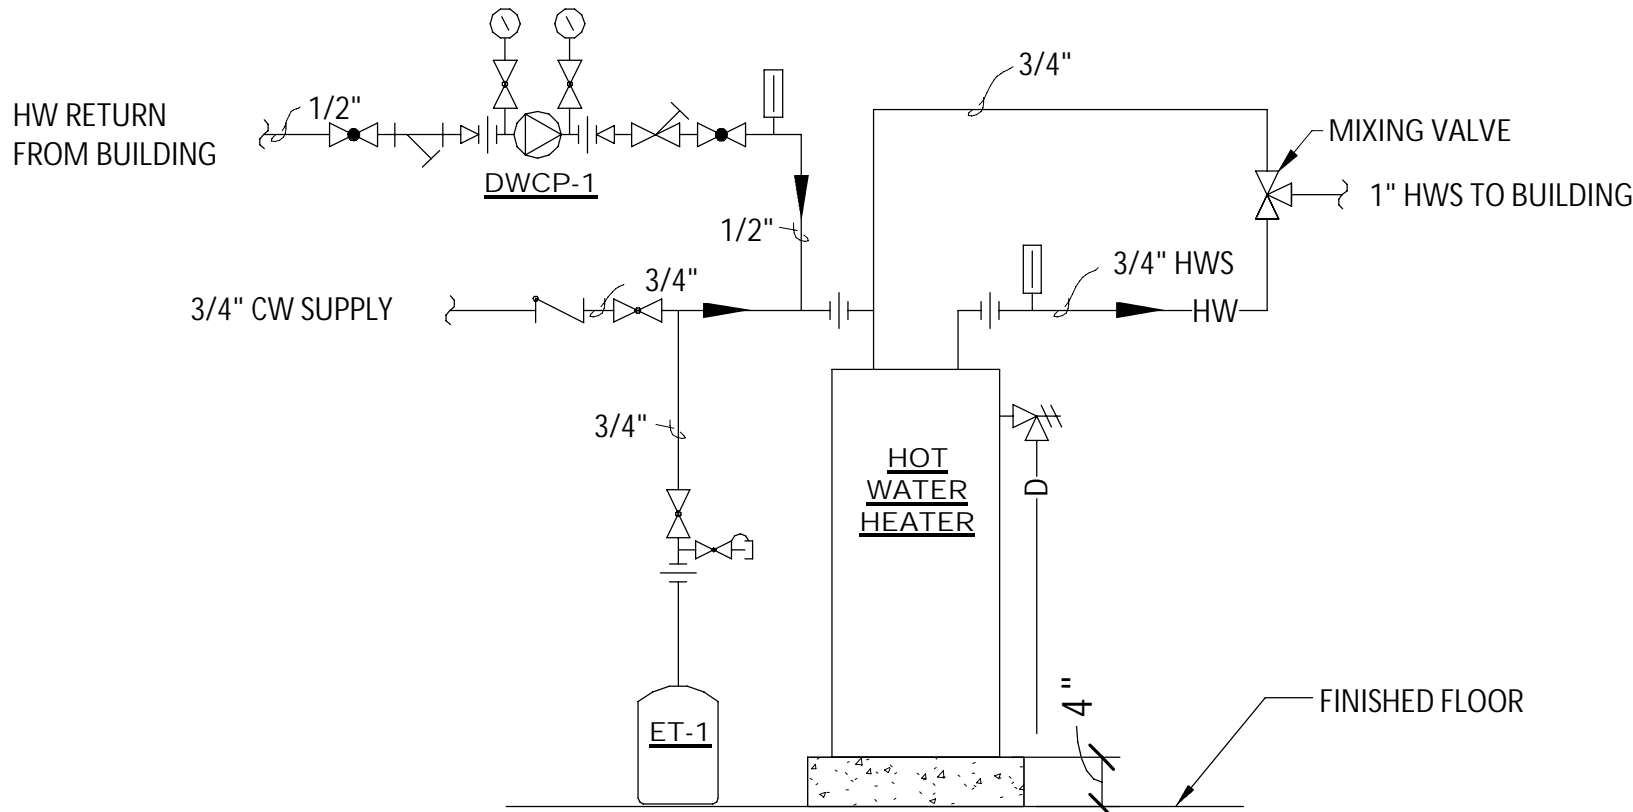 3/4"
HW RETURN
FROM BUILDING
1/2"
MIXING VALVE
DWCP-1
1" HWS TO BUILDING
1/2"
3/4" CW SUPPLY
3/4"
3/4" HWS
HW
3/4"
HOT
WATER
HEATER
D
4"
FINISHED FLOOR
ET-1